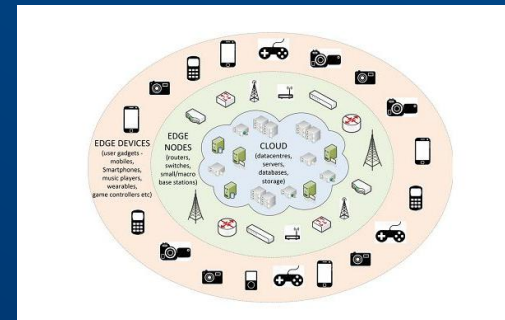 EDGE DEVICES
(user gadgets -
mobiles,
Smartphones,
music players,
wearables,
game controllers etc)
EDGE
NODES
(routers,
switches,
small/macro
base stations)
CLOUD
(datacentres,
servers,
databases,
storage)